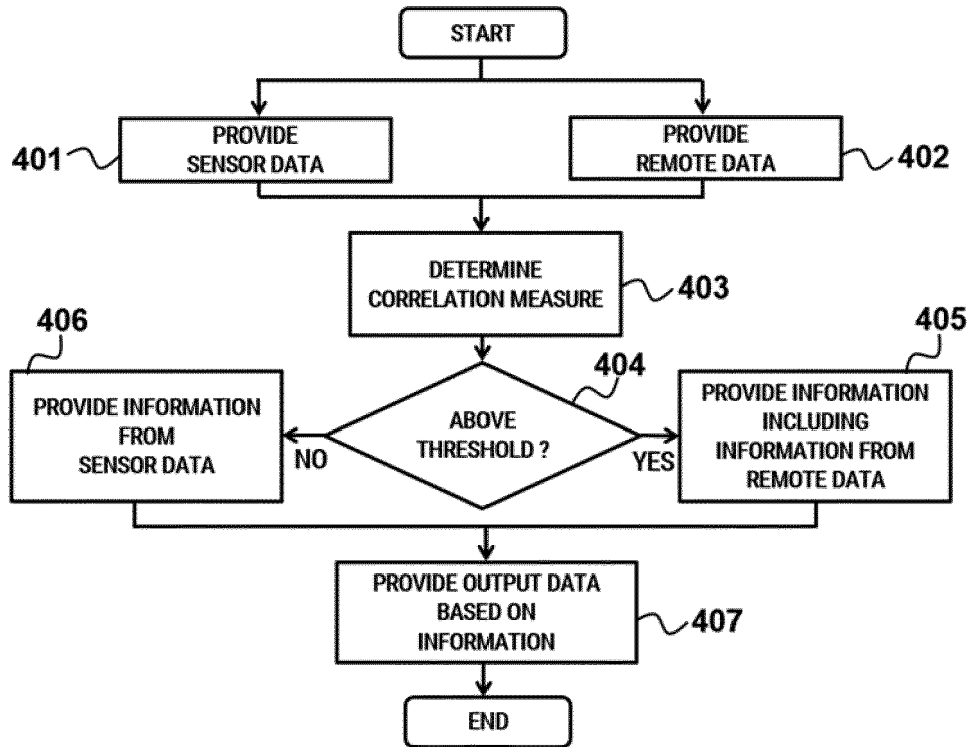 START
PROVIDE
SENSOR DATA
401
PROVIDE
REMOTE DATA
402
DETERMINE
CORRELATION MEASURE
403
406
404
405
PROVIDE INFORMATION
FROM
SENSOR DATA
ABOVE
THRESHOLD ?
NO
YES
PROVIDE INFORMATION
INCLUDING
INFORMATION FROM
REMOTE DATA
PROVIDE OUTPUT DATA
BASED ON
INFORMATION
407
END